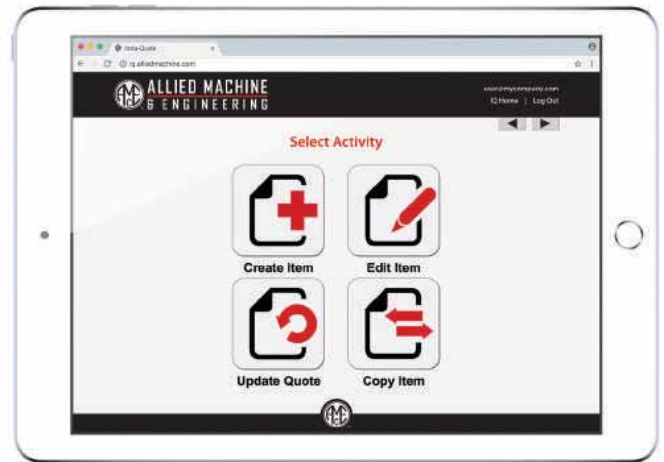 Insta-Quote
iq.alliedmachine.com
ALLIED MACHINE
& ENGINEERING
user@mycompany.com
IQ Home | Log Out
Select Activity
Create Item
Edit Item
Update Quote
Copy Item